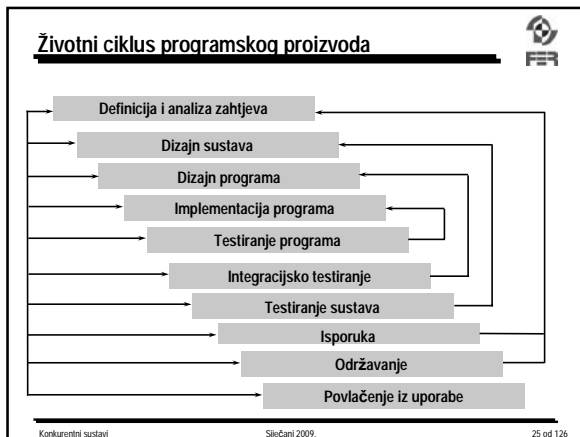 Životni ciklus programskog proizvoda
FER
Definicija i analiza zahtjeva
Dizajn sustava
Dizajn programa
Implementacija programa
Testiranje programa
Integracijsko testiranje
Testiranje sustava
Isporuka
Održavanje
Povlačenje iz uporabe
Konkurentni sustavi Siječanj 2009. 25 od 126